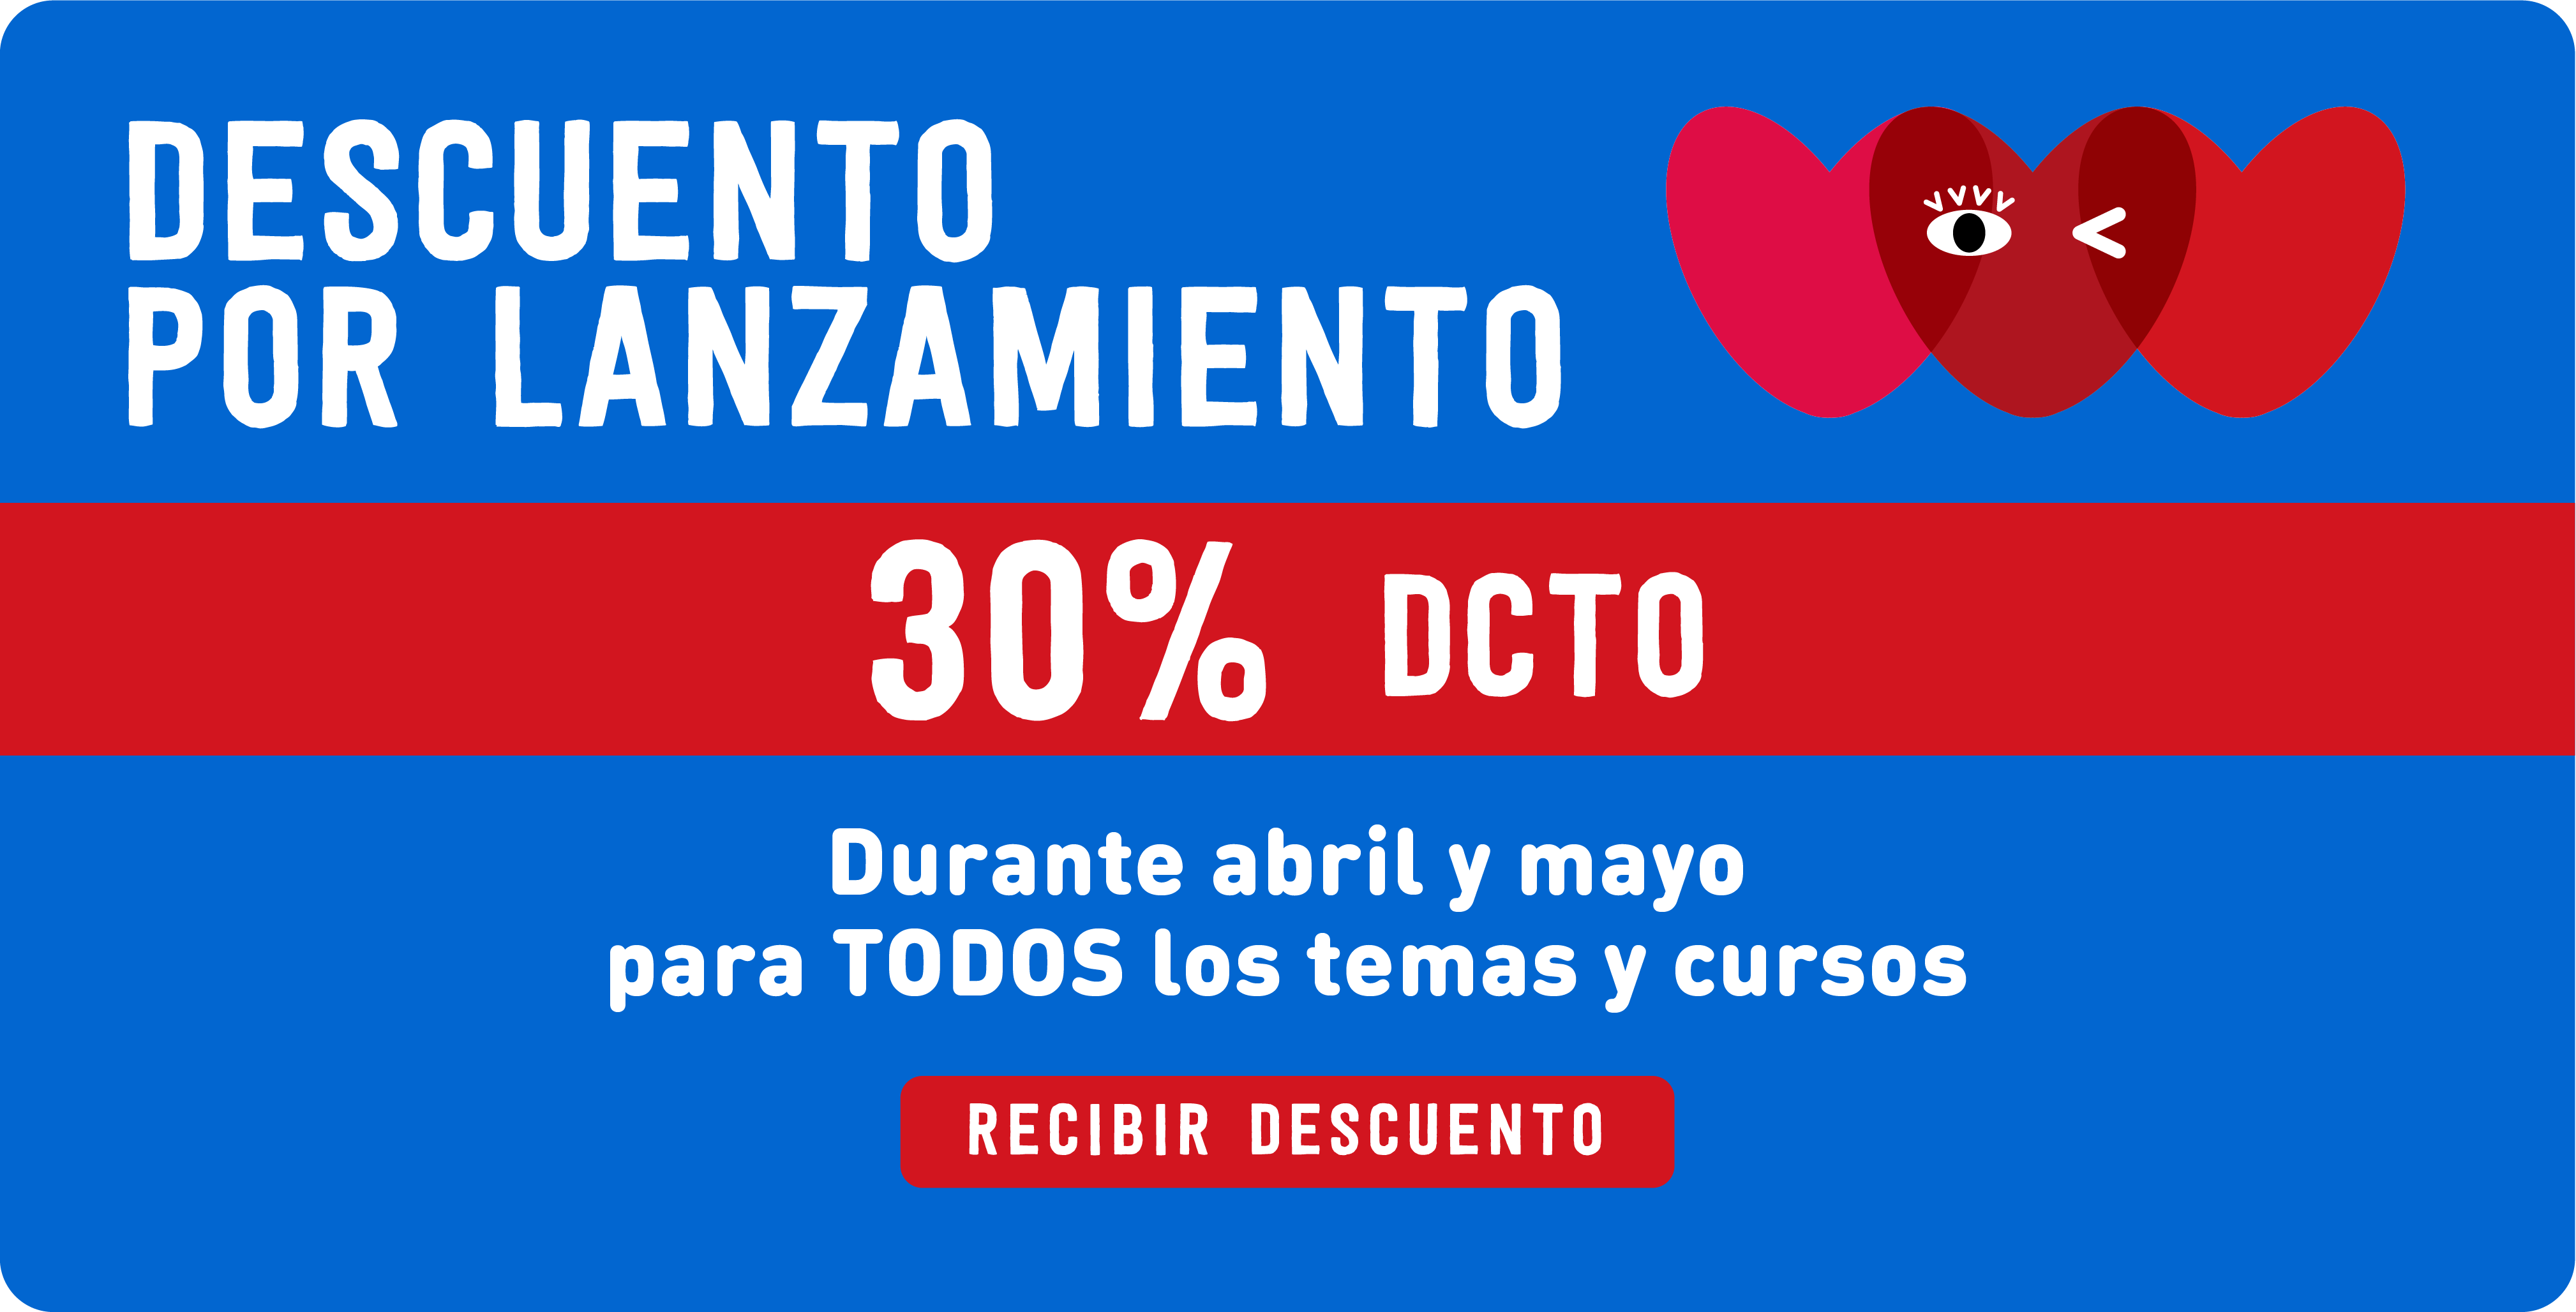 DESCUENTO
POR LANZAMIENTO
30% DCTO
Durante abril y mayo
para TODOS los temas y cursos
RECIBIR DESCUENTO